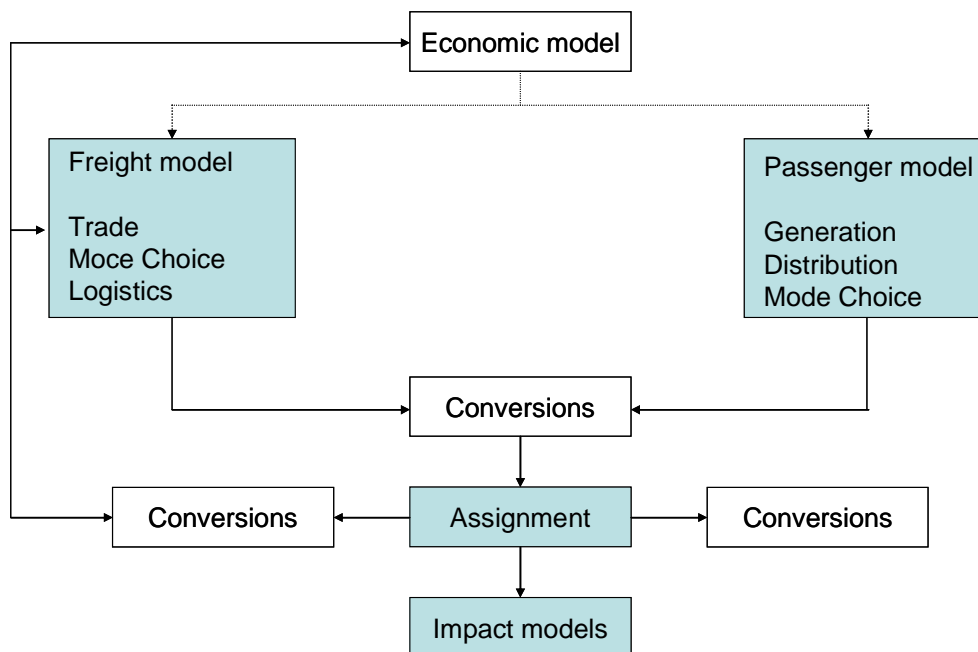 Economic model
Freight model
Trade
Moce Choice
Logistics
Passenger model
Generation
Distribution
Mode Choice
Conversions
Conversions
Assignment
Conversions
Impact models